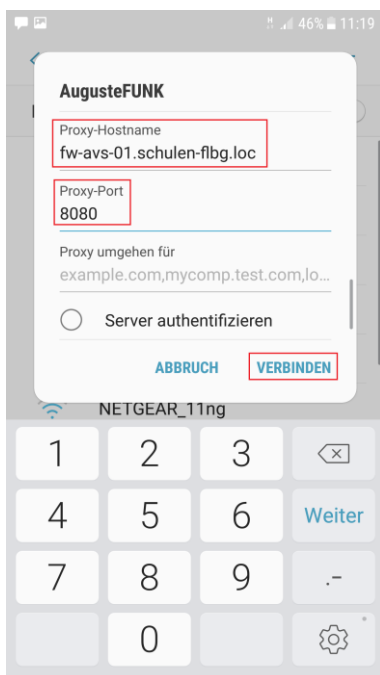 46% 11:19
AugusteFUNK
Proxy-Hostname
fw-avs-01.schulen-flbg.loc
Proxy-Port
8080
Proxy umgehen für
example.com,mycomp.test.com,lo...
Server authentifizieren
ABBRUCH VERBINDEN
NETGEAR_11ng
1 2 3
4 5 6 Weiter
7 8 9 .-
0